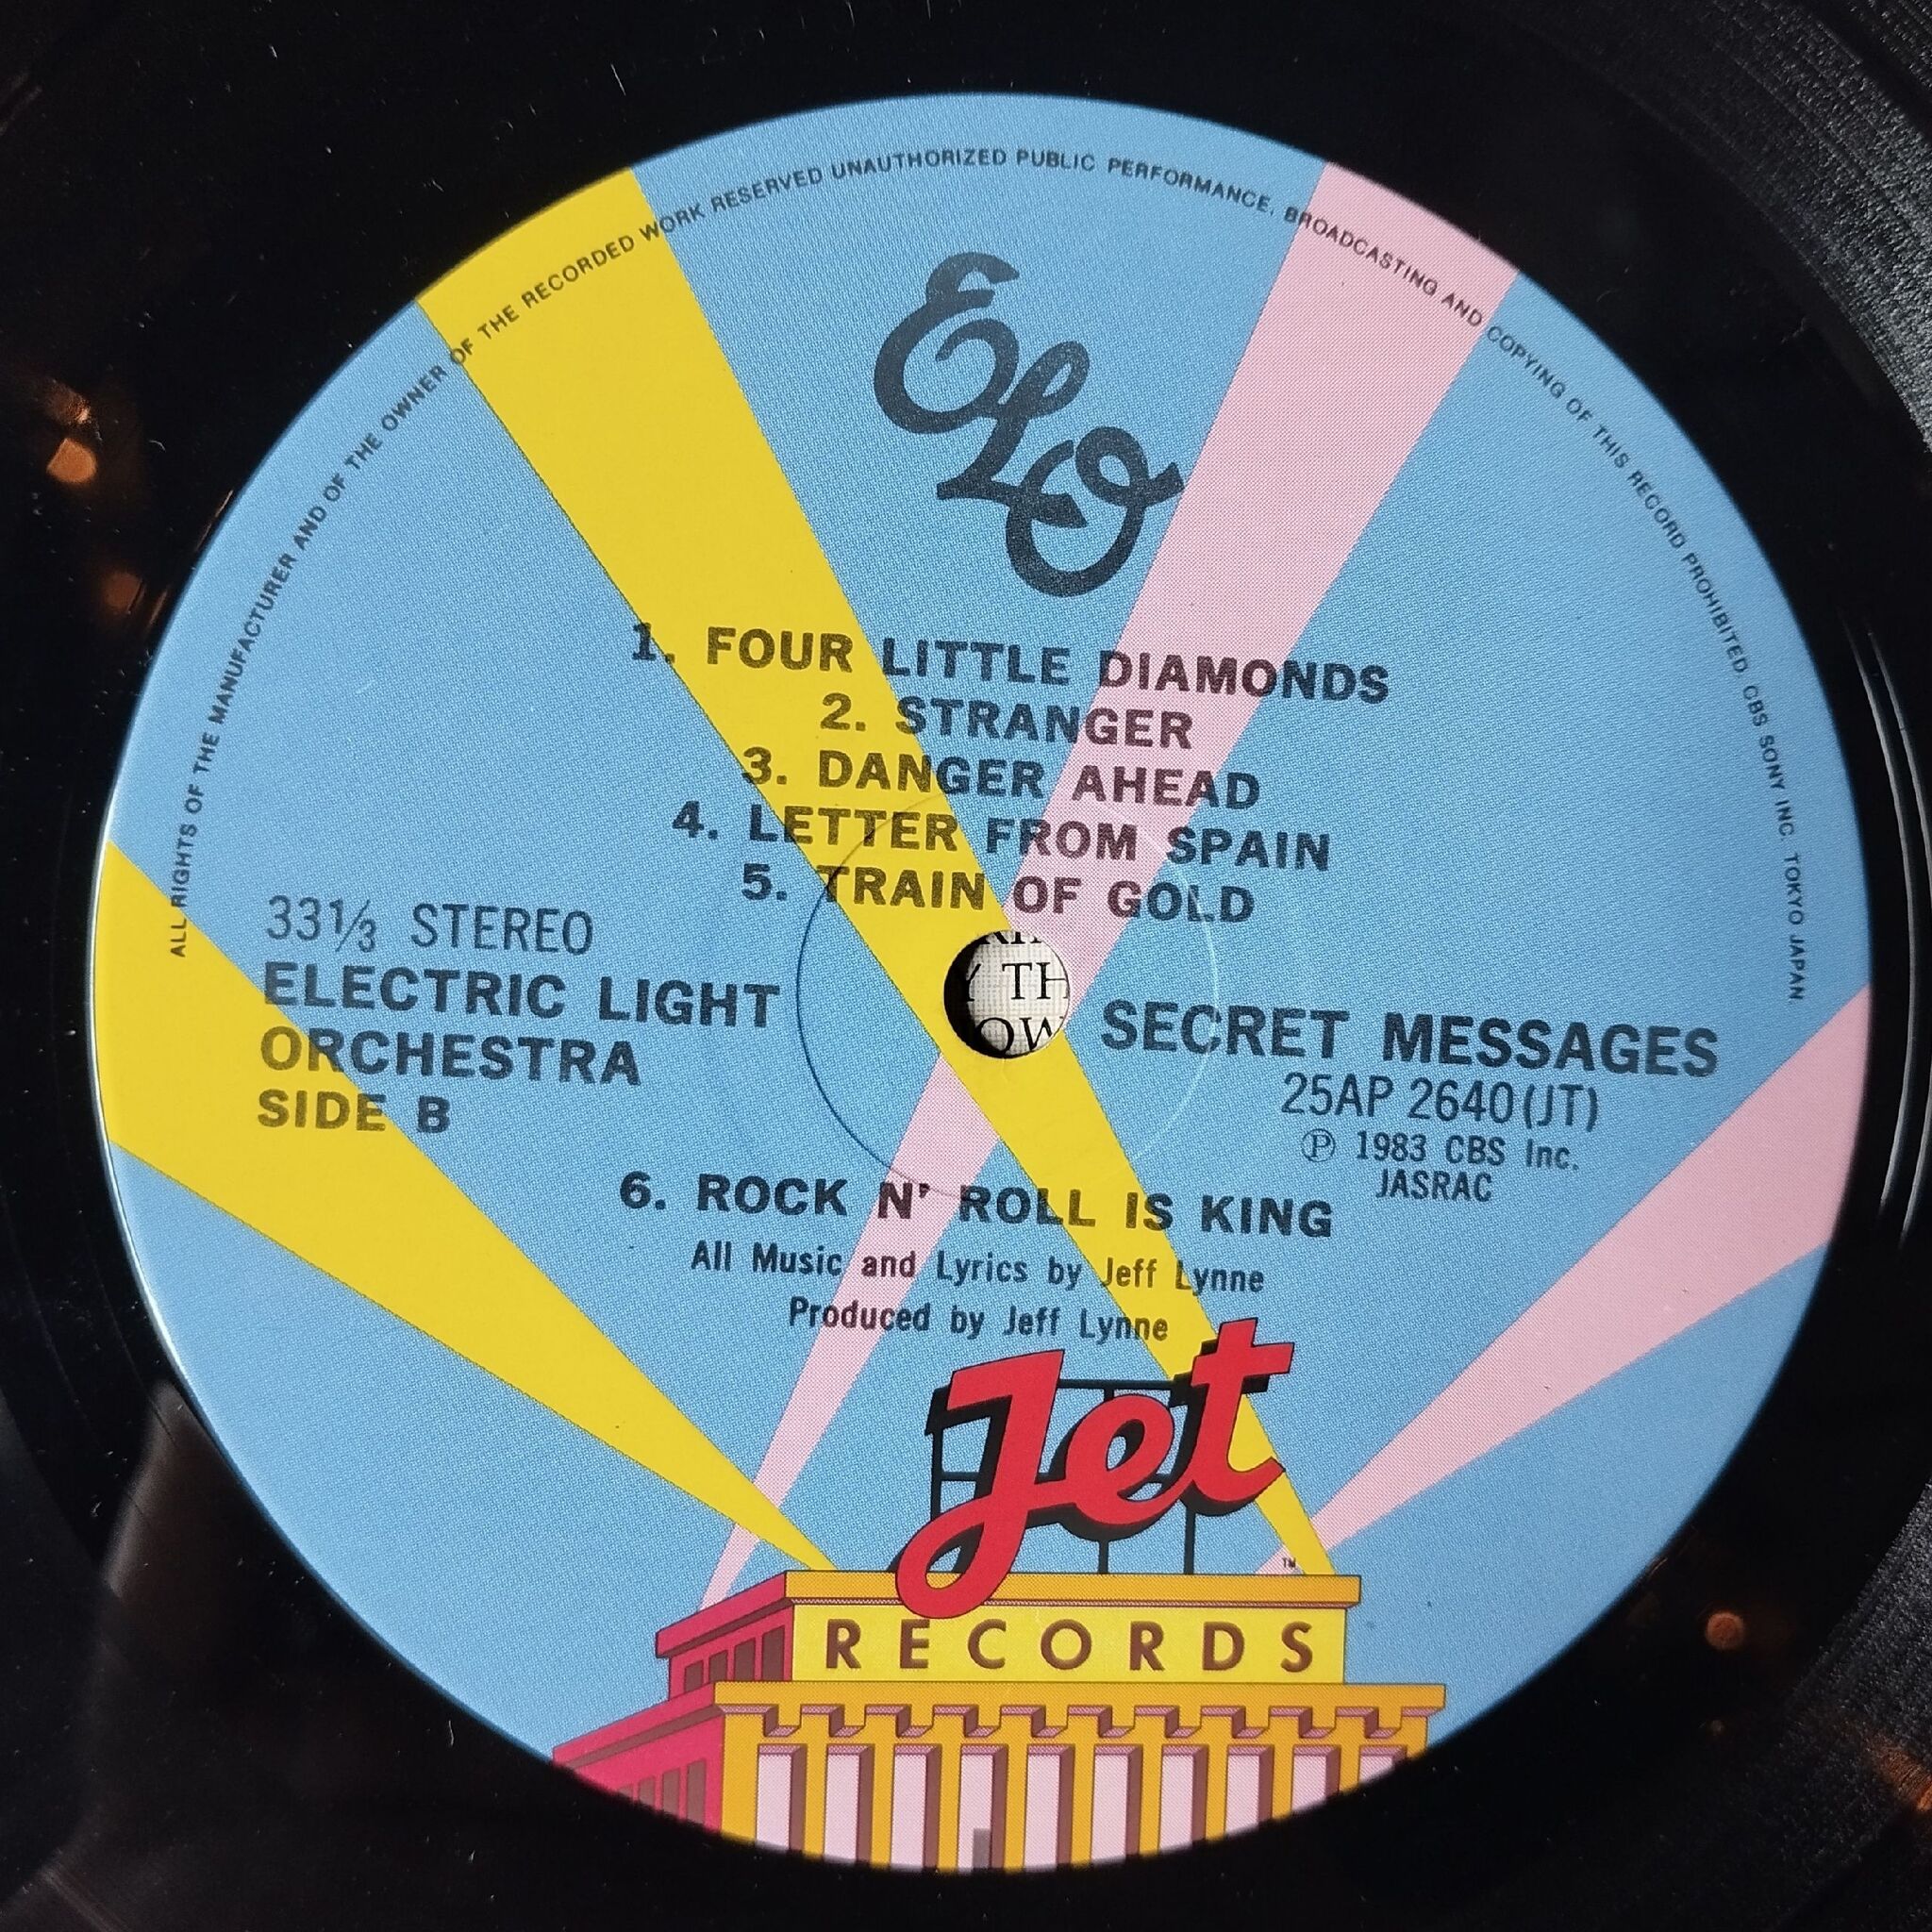 ALL RIGHTS OF THE MANUFACTURER AND OF THE OWNER OF THE RECORDED WORK RESERVED UNAUTHORIZED PUBLIC PERFORMANCE, BROADCASTING AND COPYING OF THIS RECORD PROHIBITED. CBS SONY INC. TOKYO JAPAN
ELO
1. FOUR LITTLE DIAMONDS
2. STRANGER
3. DANGER AHEAD
4. LETTER FROM SPAIN
5. TRAIN OF GOLD
33⅓ STEREO
ELECTRIC LIGHT
ORCHESTRA
SIDE B
TH
OW
SECRET MESSAGES
25AP 2640(JT)
℗ 1983 CBS Inc.
JASRAC
6. ROCK N' ROLL IS KING
All Music and Lyrics by Jeff Lynne
Produced by Jeff Lynne
Jet
TM
RECORDS